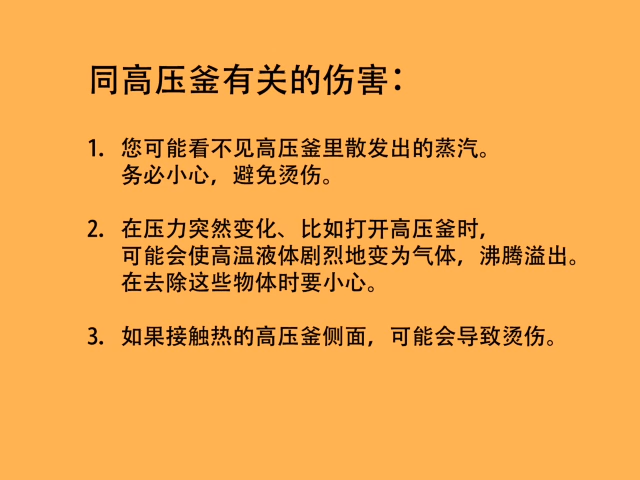 同高压釜有关的伤害：
1. 您可能看不见高压釜里散发出的蒸汽。
务必小心，避免烫伤。
2. 在压力突然变化、比如打开高压釜时，
可能会使高温液体剧烈地变为气体，沸腾溢出。
在去除这些物体时要小心。
3. 如果接触热的高压釜侧面，可能会导致烫伤。